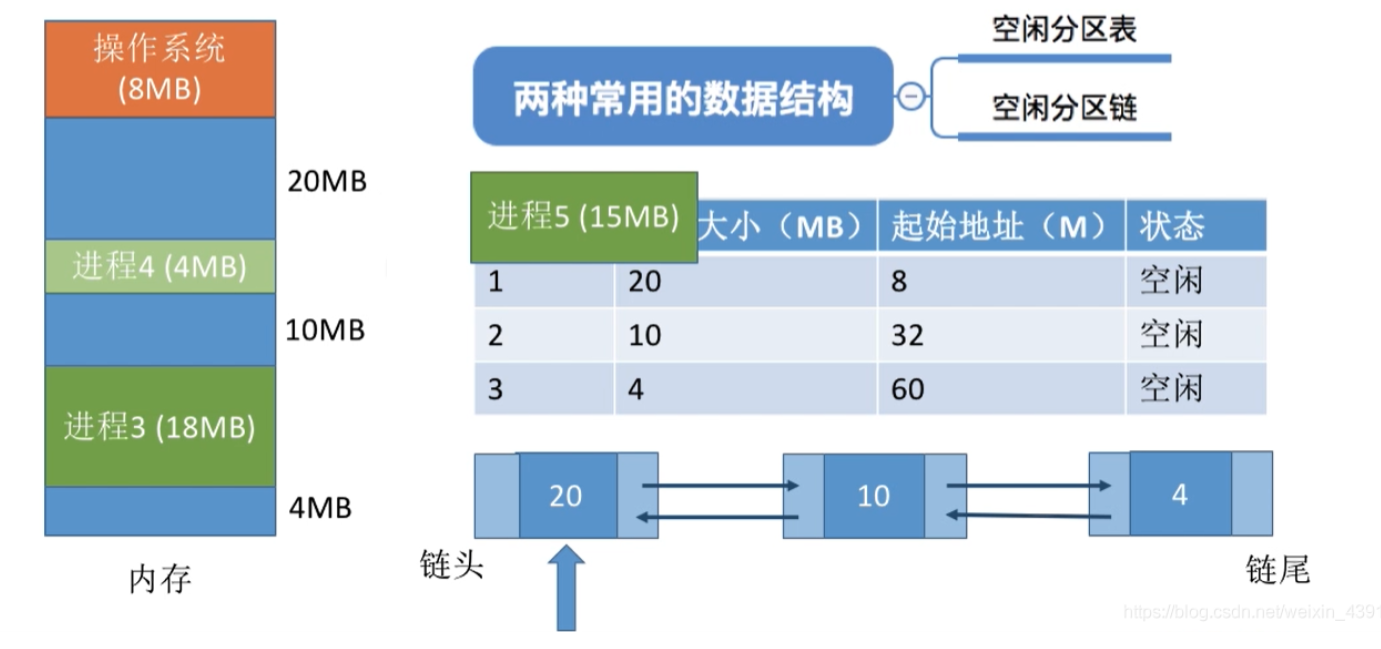 操作系统
(8MB)
20MB
进程4 (4MB)
10MB
进程3 (18MB)
4MB
内存
两种常用的数据结构
空闲分区表
空闲分区链
进程5 (15MB)
大小（MB） 起始地址（M） 状态
1 20 8 空闲
2 10 32 空闲
3 4 60 空闲
20 10 4
链头
链尾
https://blog.csdn.net/weixin_4391